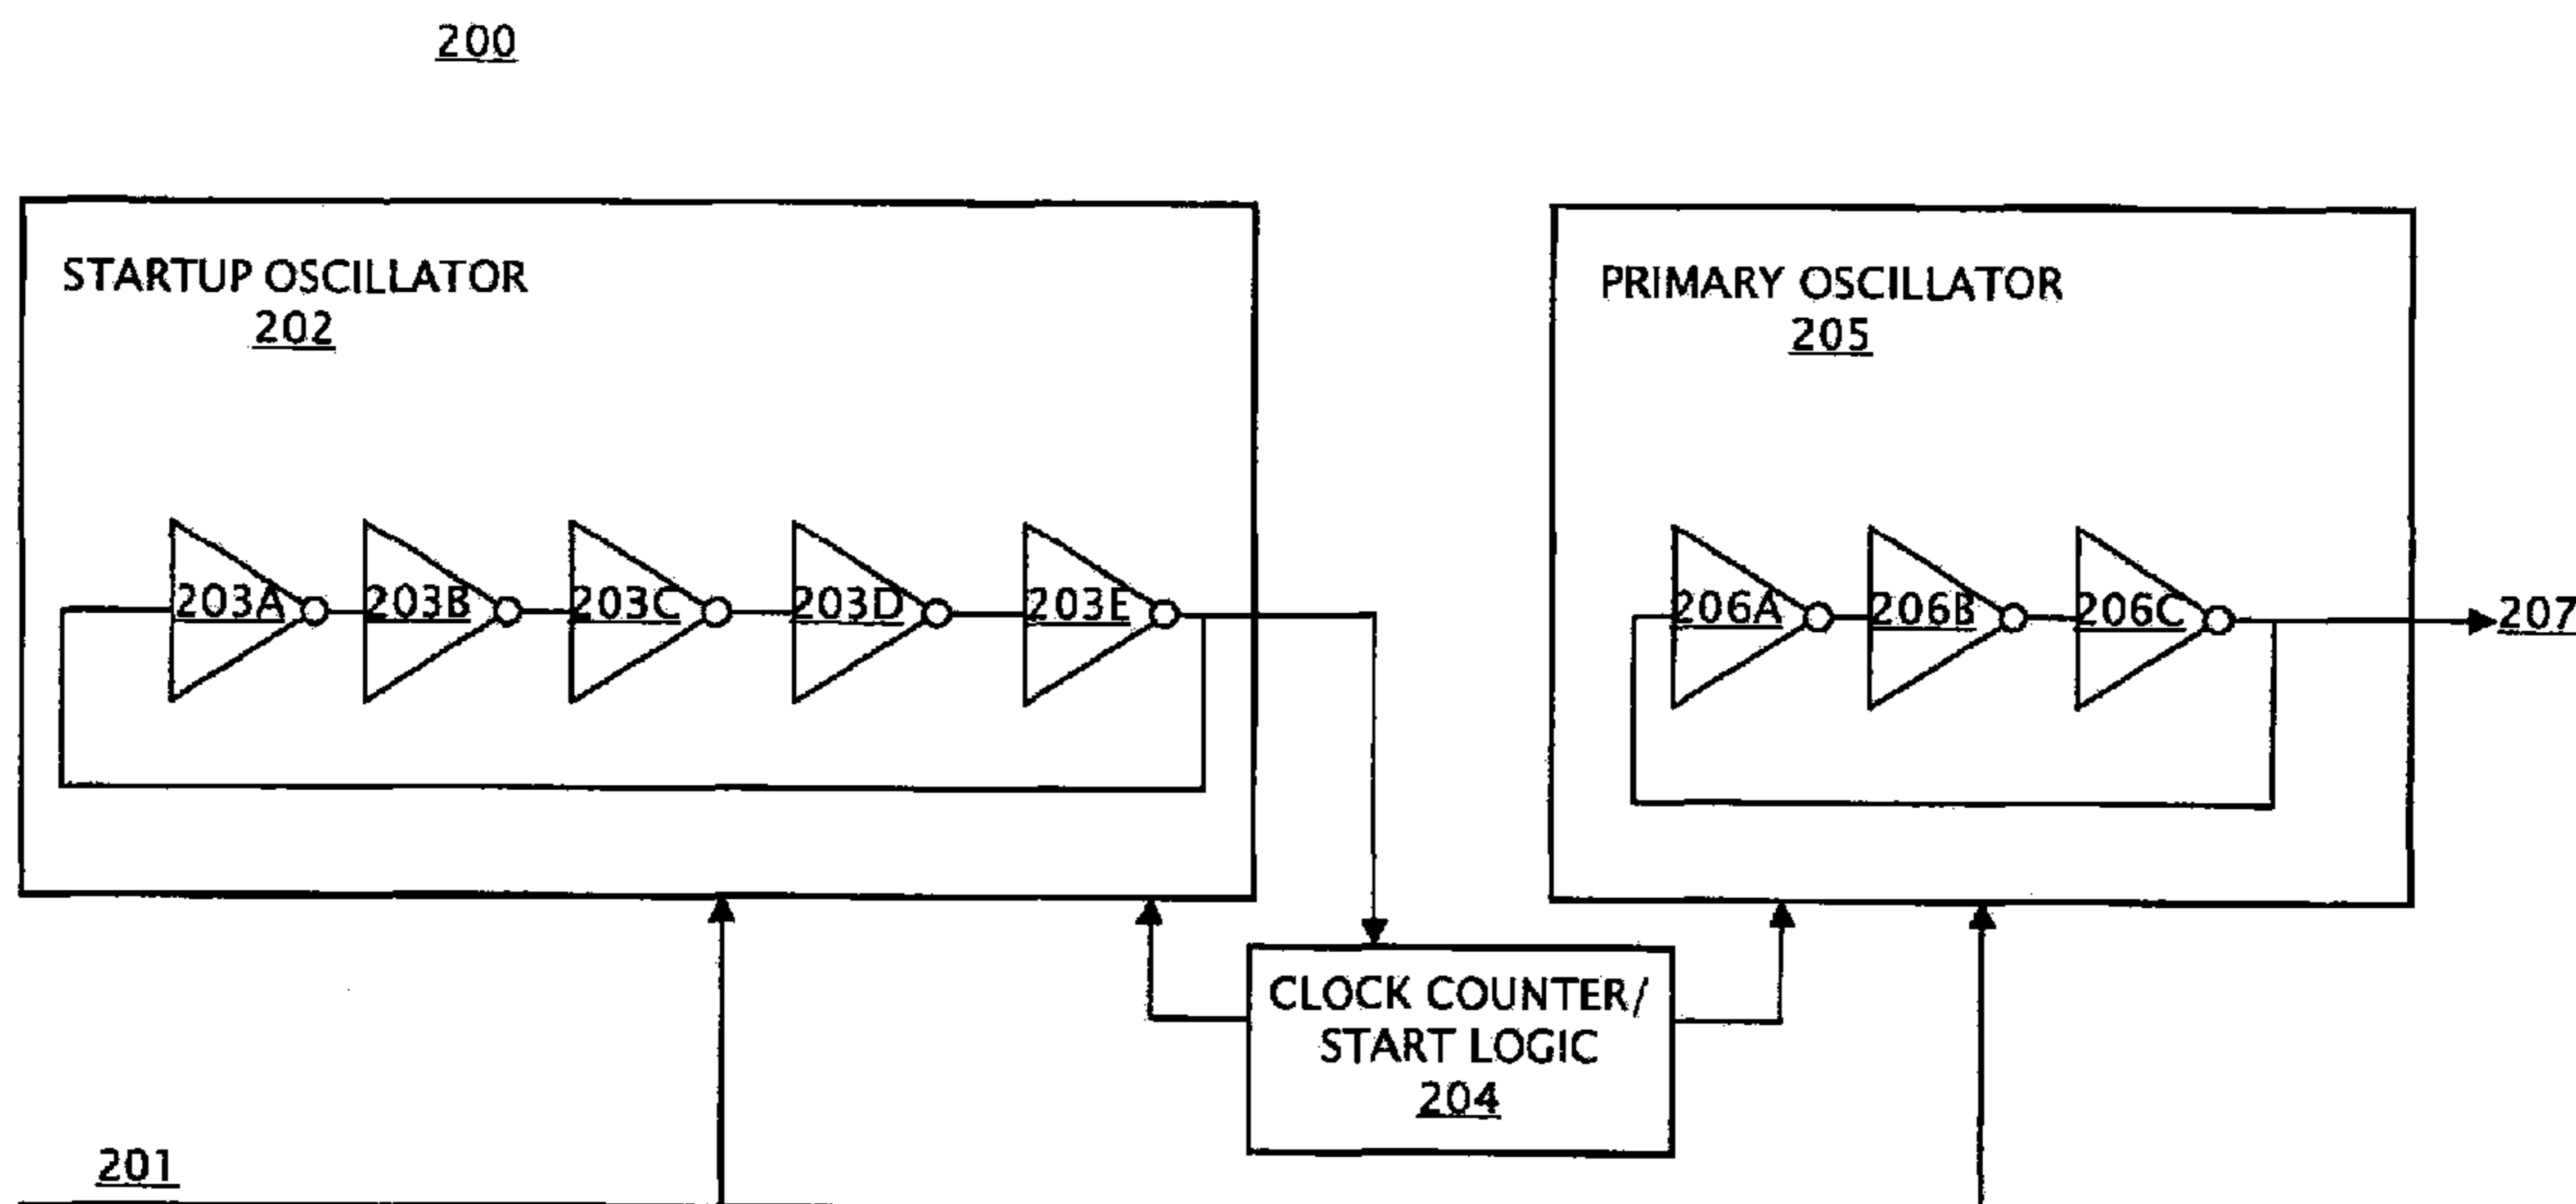 200
STARTUP OSCILLATOR
202
PRIMARY OSCILLATOR
205
203A
203B
203C
203D
203E
206A
206B
206C
207
CLOCK COUNTER/
START LOGIC
204
201